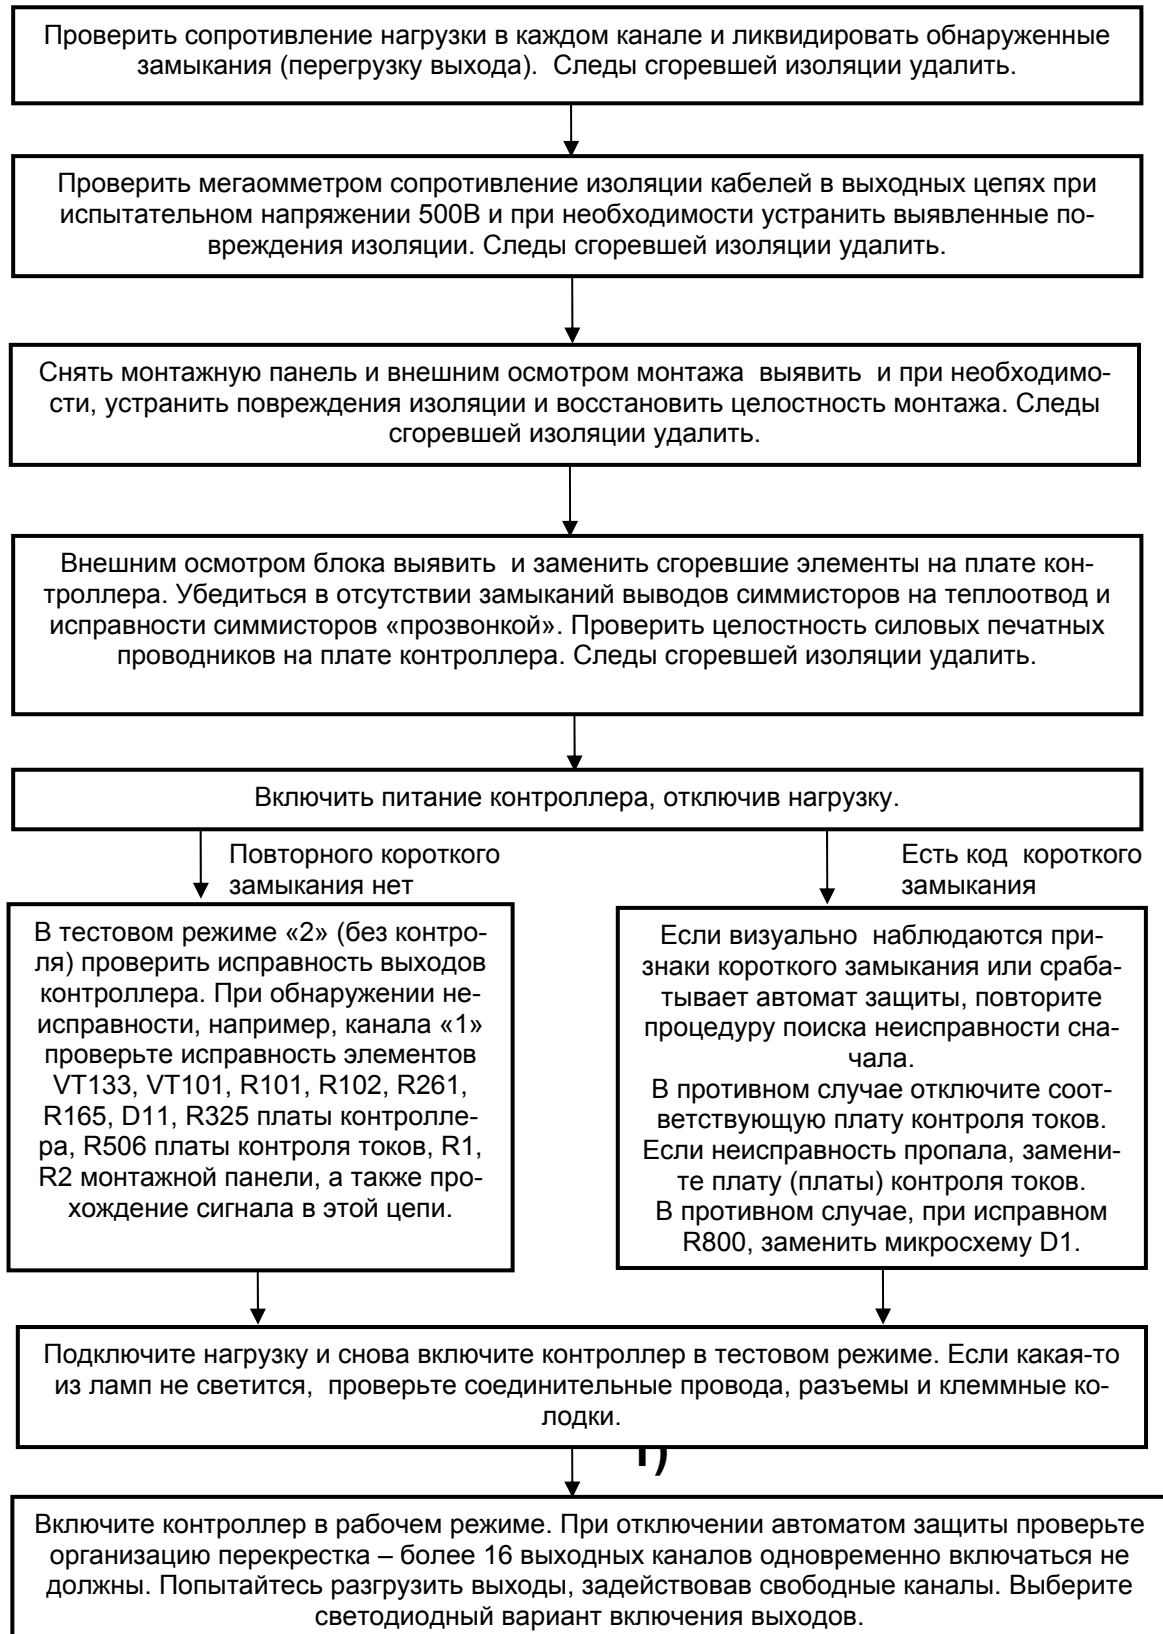 Проверить сопротивление нагрузки в каждом канале и ликвидировать обнаруженные
замыкания (перегрузку выхода).  Следы сгоревшей изоляции удалить.
Проверить мегаомметром сопротивление изоляции кабелей в выходных цепях при
испытательном напряжении 500В и при необходимости устранить выявленные по-
вреждения изоляции. Следы сгоревшей изоляции удалить.
Снять монтажную панель и внешним осмотром монтажа  выявить  и при необходимо-
сти, устранить повреждения изоляции и восстановить целостность монтажа. Следы
сгоревшей изоляции удалить.
Внешним осмотром блока выявить  и заменить сгоревшие элементы на плате кон-
троллера. Убедиться в отсутствии замыканий выводов симмисторов на теплоотвод и
исправности симмисторов «прозвонкой». Проверить целостность силовых печатных
проводников на плате контроллера. Следы сгоревшей изоляции удалить.
Включить питание контроллера, отключив нагрузку.
Повторного короткого
замыкания нет
Есть код  короткого
замыкания
В тестовом режиме «2» (без контро-
ля) проверить исправность выходов
контроллера. При обнаружении не-
исправности, например, канала «1»
проверьте исправность элементов
VT133, VT101, R101, R102, R261,
R165, D11, R325 платы контролле-
ра, R506 платы контроля токов, R1,
R2 монтажной панели, а также про-
хождение сигнала в этой цепи.
Если визуально  наблюдаются при-
знаки короткого замыкания или сраба-
тывает автомат защиты, повторите
процедуру поиска неисправности сна-
чала.
В противном случае отключите соот-
ветствующую плату контроля токов.
Если неисправность пропала, замени-
те плату (платы) контроля токов.
В противном случае, при исправном
R800, заменить микросхему D1.
Подключите нагрузку и снова включите контроллер в тестовом режиме. Если какая-то
из ламп не светится,  проверьте соединительные провода, разъемы и клеммные ко-
лодки.
Включите контроллер в рабочем режиме. При отключении автоматом защиты проверьте
организацию перекрестка – более 16 выходных каналов одновременно включаться не
должны. Попытайтесь разгрузить выходы, задействовав свободные каналы. Выберите
светодиодный вариант включения выходов.